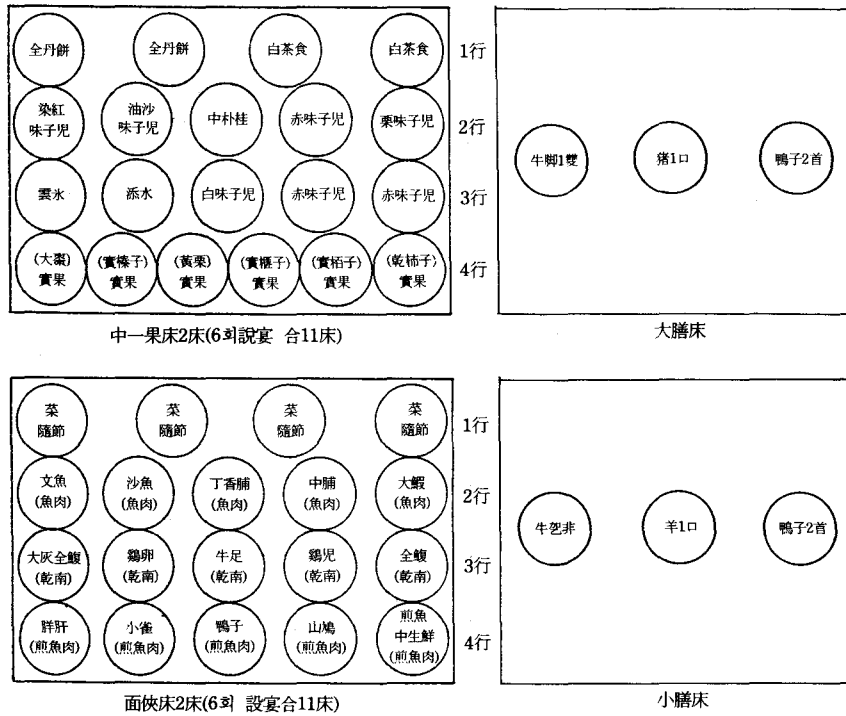 全丹餠 全丹餠 白茶食 白茶食 1行
染紅 味子児 油沙 味子児 中朴桂 赤味子児 栗味子児 2行
雲氷 添水 白味子児 赤味子児 赤味子児 3行
(大棗) 實果 (實榛子) 實果 (黃栗) 實果 (實榧子) 實果 (實栢子) 實果 (乾柿子) 實果 4行
中一果床2床(6회說宴 合11床)
牛脚1雙 猪1口 鴨子2首
大膳床
菜 隨節 菜 隨節 菜 隨節 菜 隨節 1行
文魚 (魚肉) 沙魚 (魚肉) 丁香脯 (魚肉) 中脯 (魚肉) 大鰕 (魚肉) 2行
大灰全鰒 (乾南) 鷄卵 (乾南) 牛足 (乾南) 鷄児 (乾南) 全鰒 (乾南) 3行
胖肝 (煎魚肉) 小雀 (煎魚肉) 鴨子 (煎魚肉) 山鳩 (煎魚肉) 煎魚 中生鮮 (煎魚肉) 4行
面俠床2床(6회 設宴合11床)
牛乫非 羊1口 鴨子2首
小膳床